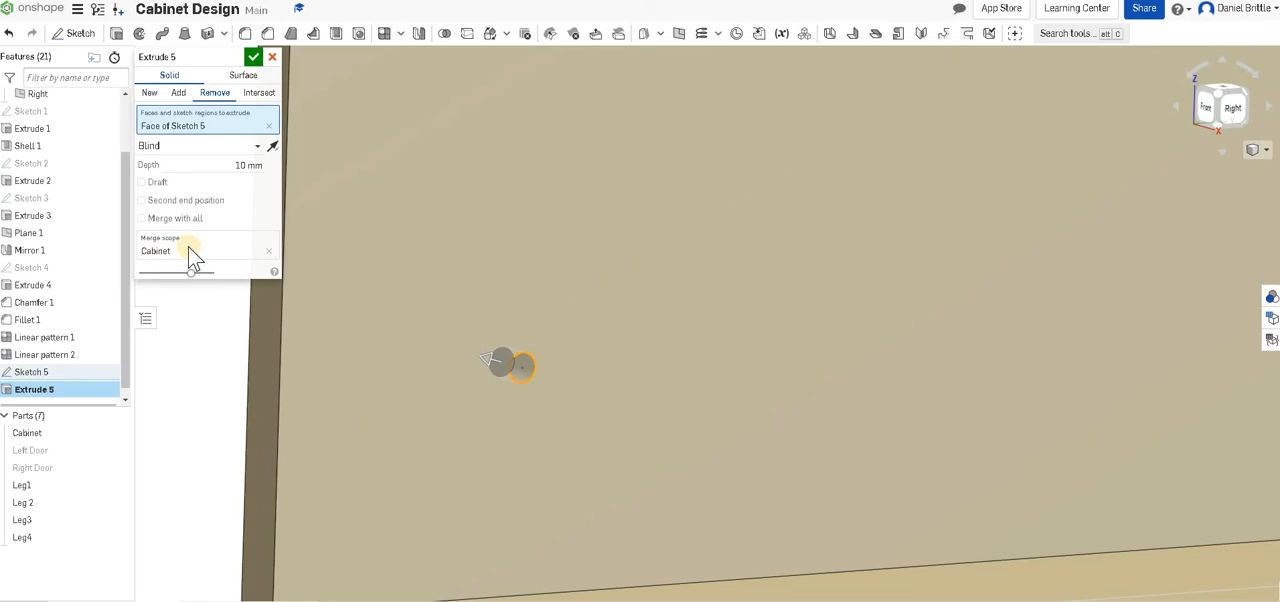 onshape Cabinet Design Main App Store Learning Center Share Daniel Brittle
Sketch Search tools... alt C
Features (21)
Filter by name or type
Right
Sketch 1
Extrude 1
Shell 1
Sketch 2
Extrude 2
Sketch 3
Extrude 3
Plane 1
Mirror 1
Sketch 4
Extrude 4
Chamfer 1
Fillet 1
Linear pattern 1
Linear pattern 2
Sketch 5
Extrude 5
Parts (7)
Cabinet
Left Door
Right Door
Leg1
Leg 2
Leg3
Leg4
Extrude 5
Solid Surface
New Add Remove Intersect
Faces and sketch regions to extrude
Face of Sketch 5
Blind
Depth 10 mm
Draft
Second end position
Merge with all
Merge scope
Cabinet
Z
Front Right
X